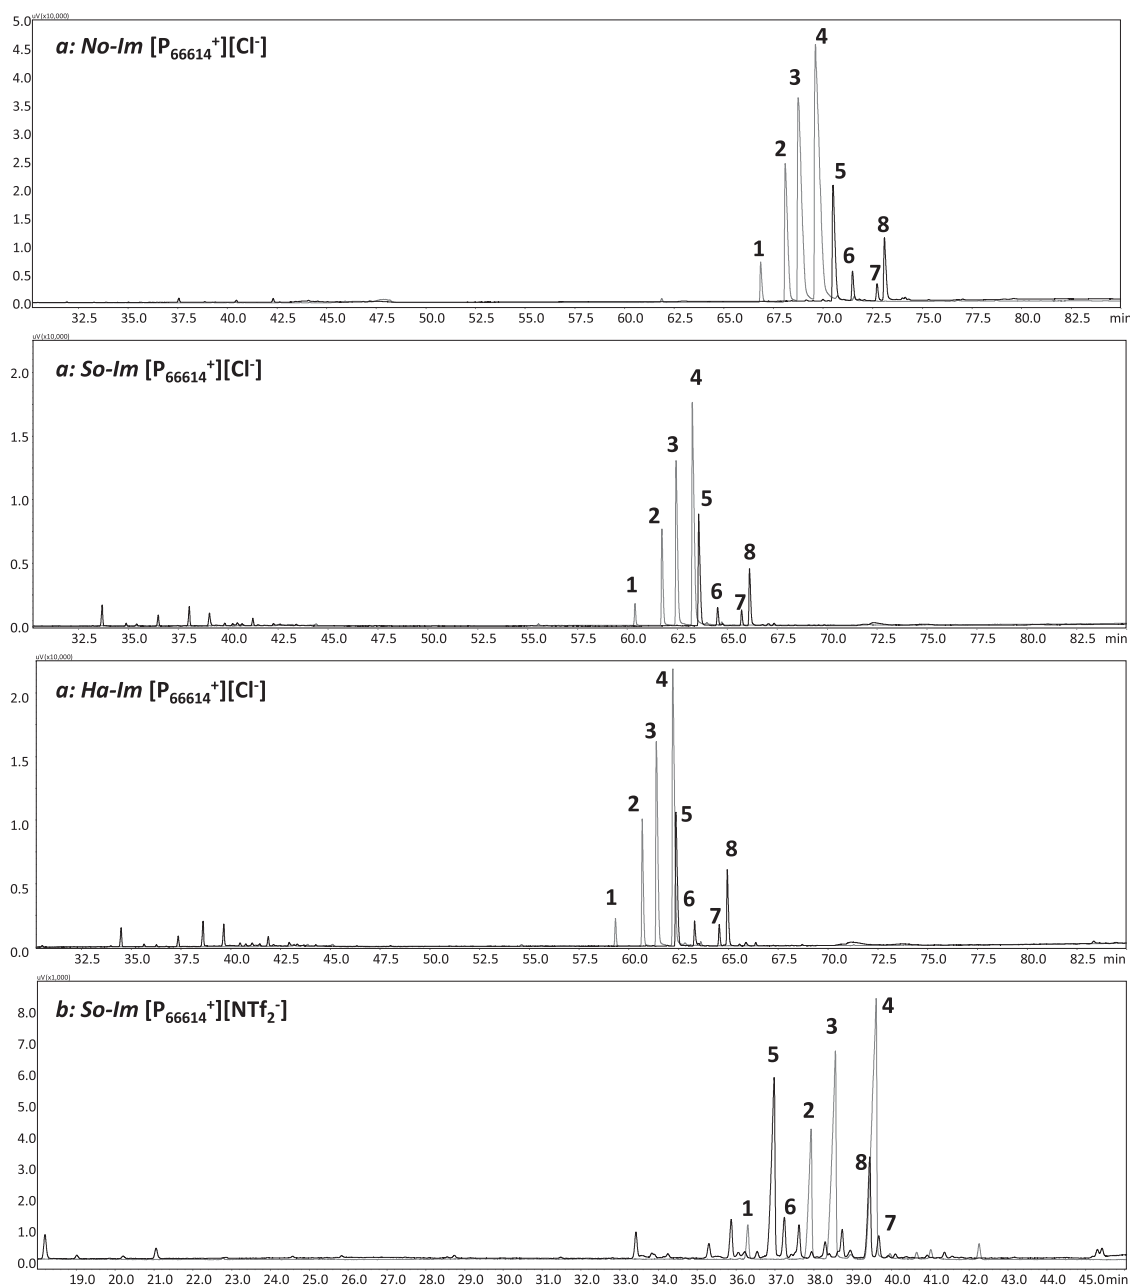 uV(x10,000)
5.0
a: No-Im [P66614+][Cl-]
4.5
4.0
3.5
3.0
2.5
2.0
1.5
1.0
0.5
0.0
1 2 3 4 5 6 7 8
32.5 35.0 37.5 40.0 42.5 45.0 47.5 50.0 52.5 55.0 57.5 60.0 62.5 65.0 67.5 70.0 72.5 75.0 77.5 80.0 82.5 min
uV(x10,000)
a: So-Im [P66614+][Cl-]
2.0
1.5
1.0
0.5
0.0
1 2 3 4 5 6 7 8
32.5 35.0 37.5 40.0 42.5 45.0 47.5 50.0 52.5 55.0 57.5 60.0 62.5 65.0 67.5 70.0 72.5 75.0 77.5 80.0 82.5 min
uV(x10,000)
a: Ha-Im [P66614+][Cl-]
2.0
1.5
1.0
0.5
0.0
1 2 3 4 5 6 7 8
32.5 35.0 37.5 40.0 42.5 45.0 47.5 50.0 52.5 55.0 57.5 60.0 62.5 65.0 67.5 70.0 72.5 75.0 77.5 80.0 82.5 min
uV(x1,000)
b: So-Im [P66614+][NTf2-]
8.0
7.0
6.0
5.0
4.0
3.0
2.0
1.0
0.0
1 5 6 2 3 8 4 7
19.0 20.0 21.0 22.0 23.0 24.0 25.0 26.0 27.0 28.0 29.0 30.0 31.0 32.0 33.0 34.0 35.0 36.0 37.0 38.0 39.0 40.0 41.0 42.0 43.0 44.0 45.0 min